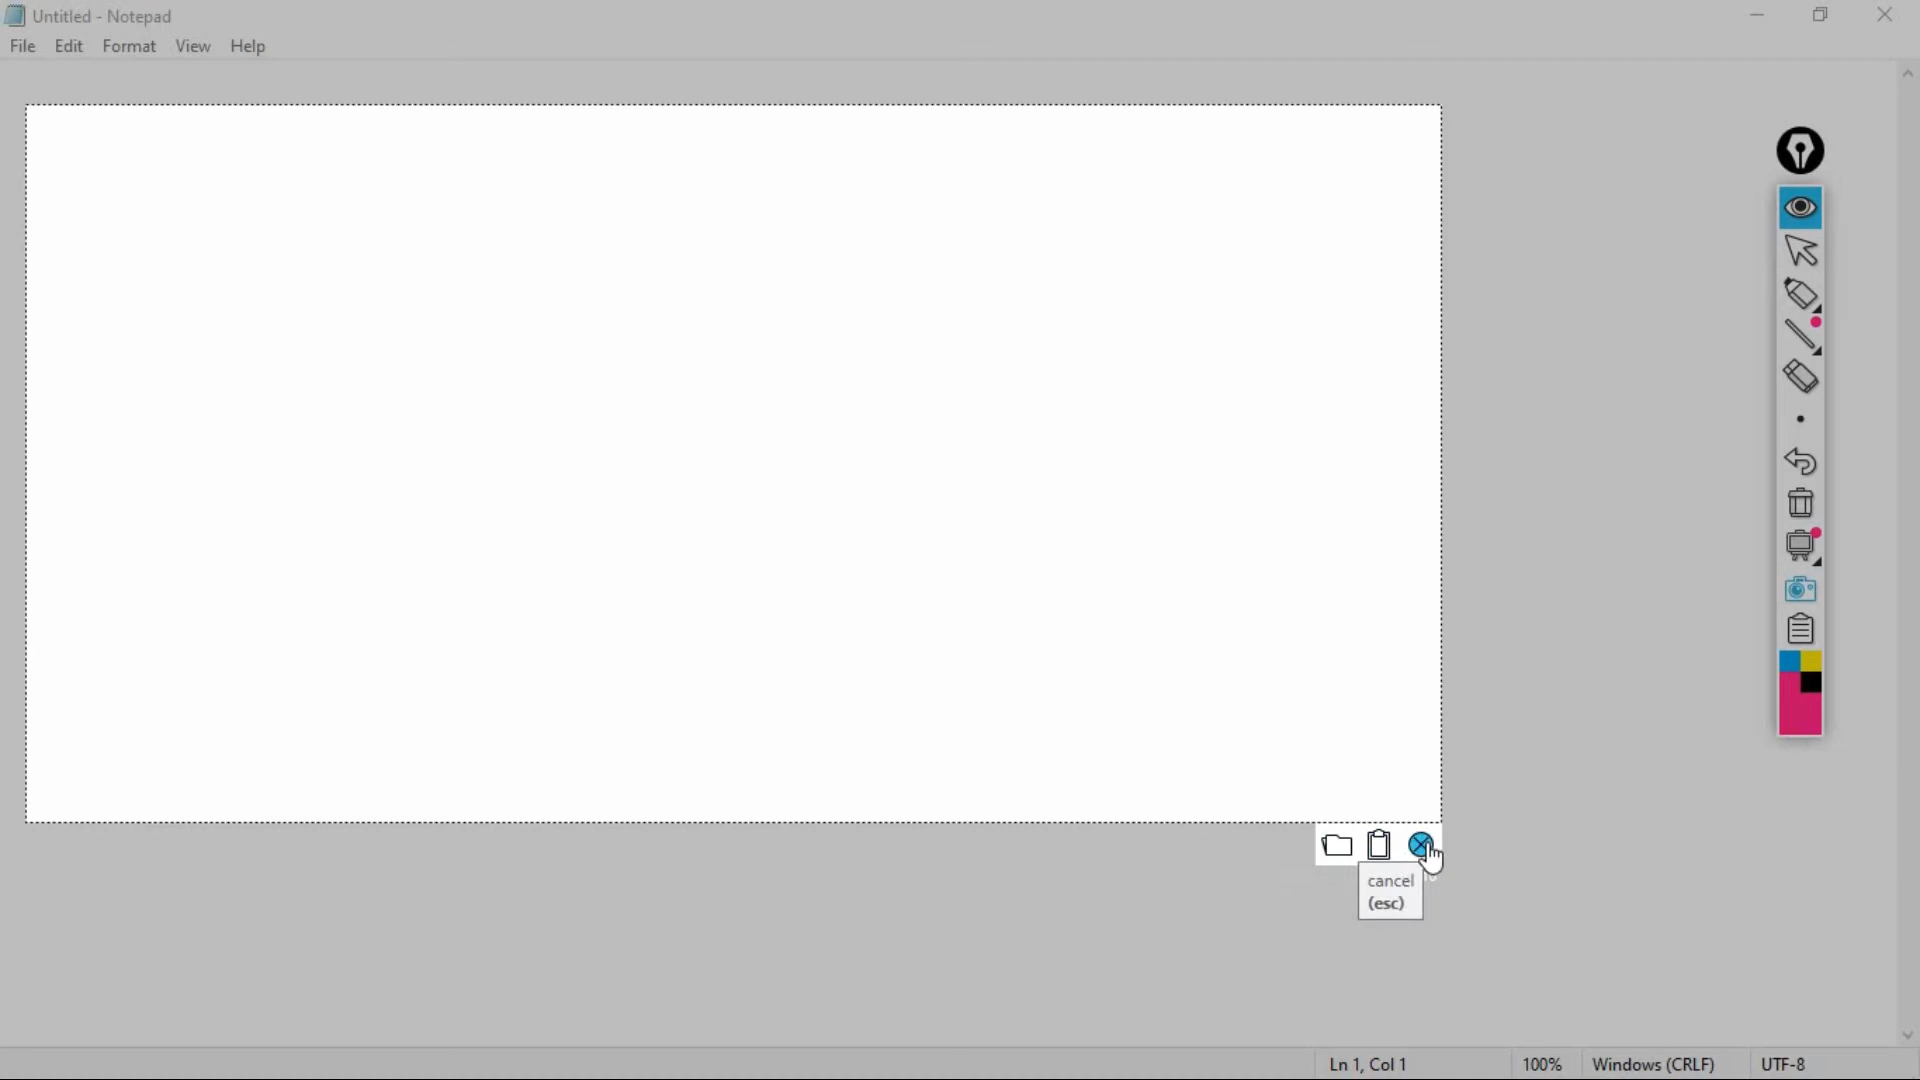 Untitled - Notepad
File Edit Format View Help
cancel
(esc)
Ln 1, Col 1 100% Windows (CRLF) UTF-8